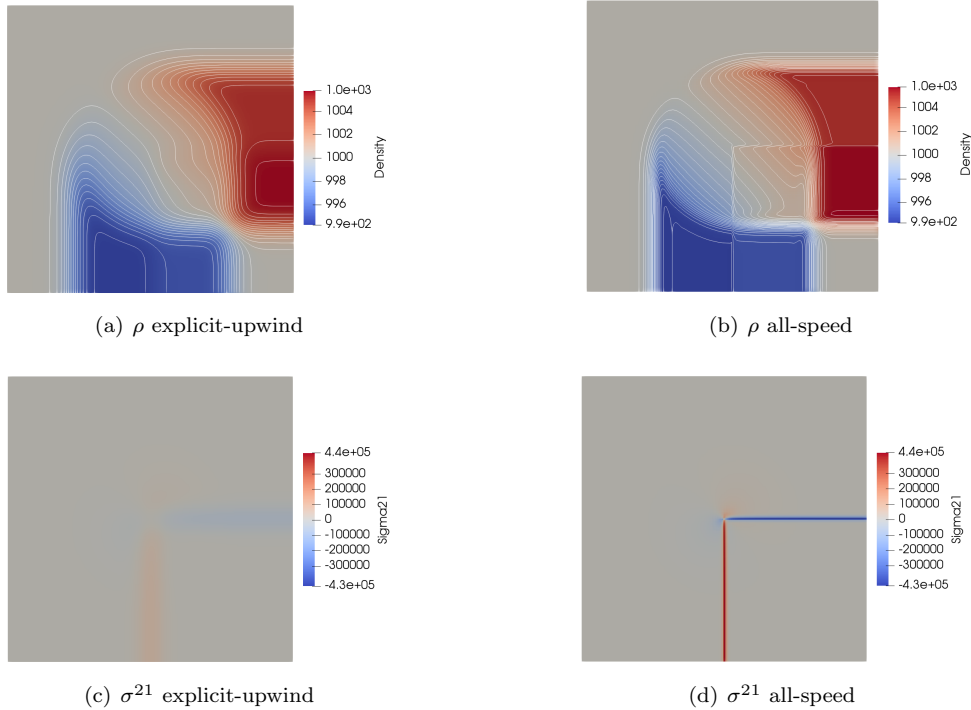 1.0e+03
1004
1002
1000
998
996
9.9e+02
Density
1.0e+03
1004
1002
1000
998
996
9.9e+02
Density
(a) ρ explicit-upwind
(b) ρ all-speed
4.4e+05
300000
200000
100000
0
-100000
-200000
-300000
-4.3e+05
Sigma21
4.4e+05
300000
200000
100000
0
-100000
-200000
-300000
-4.3e+05
Sigma21
(c) σ²¹ explicit-upwind
(d) σ²¹ all-speed